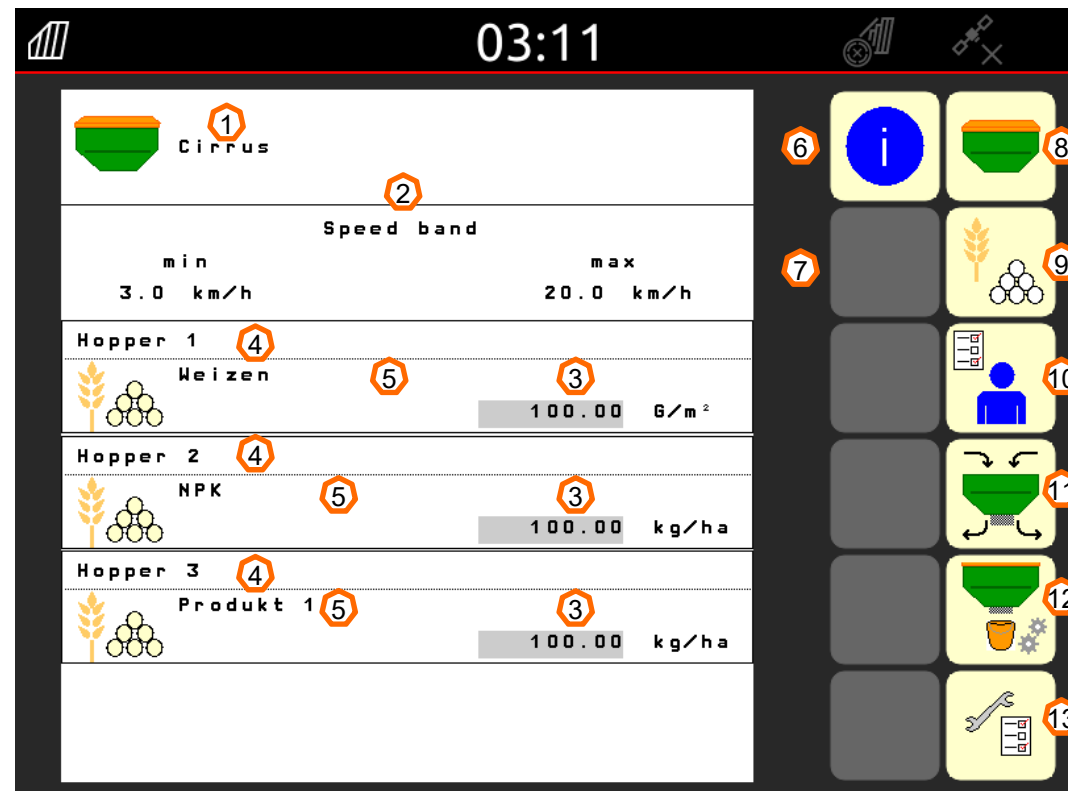 03:11
1
Cirrus
2
Speed band
min max
3.0 km/h 20.0 km/h
6
i
8
7
9
Hopper 1 4
Weizen 5 3
100.00 G/m²
10
Hopper 2 4
NPK 5 3
100.00 kg/ha
11
Hopper 3 4
Produkt 1 5 3
100.00 kg/ha
12
13